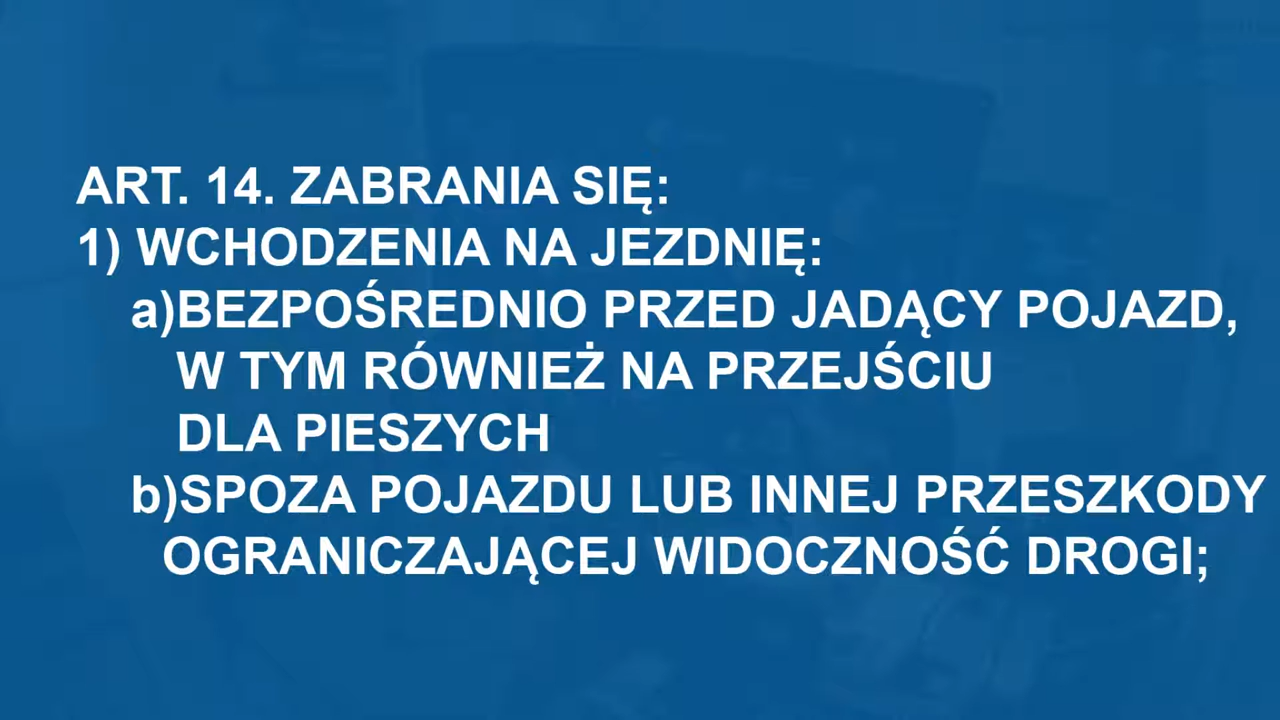 ART. 14. ZABRANIA SIĘ:
1) WCHODZENIA NA JEZDNIĘ:
a)BEZPOŚREDNIO PRZED JADĄCY POJAZD,
W TYM RÓWNIEŻ NA PRZEJŚCIU
DLA PIESZYCH
b)SPOZA POJAZDU LUB INNEJ PRZESZKODY
OGRANICZAJĄCEJ WIDOCZNOŚĆ DROGI;